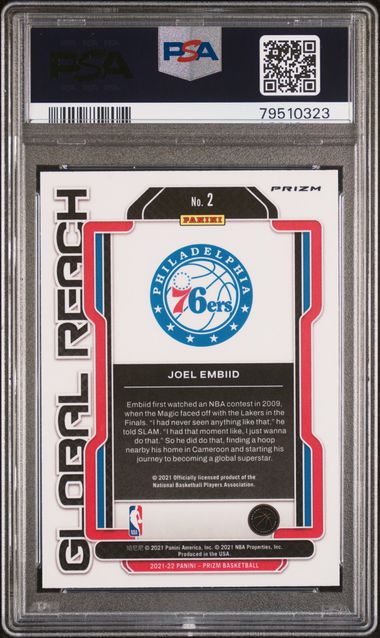 PSA
PSA
79510323
GLOBAL REACH
No. 2
PRIZM
PANINI
PHILADELPHIA
76ers
JOEL EMBIID
Embiid first watched an NBA contest in 2009,
when the Magic faced off with the Lakers in the
Finals. "I had never seen anything like that," he
told SLAM. "I had that moment like, I just wanna
do that." So he did do that, finding a hoop
nearby his home in Cameroon and starting his
journey to becoming a global superstar.
© 2021 Officially licensed product of the
National Basketball Players Association.
NBA
帕尼尼 © 2021 Panini America, Inc. © 2021 NBA Properties, Inc.
Produced in the USA.
2021-22 PANINI - PRIZM BASKETBALL